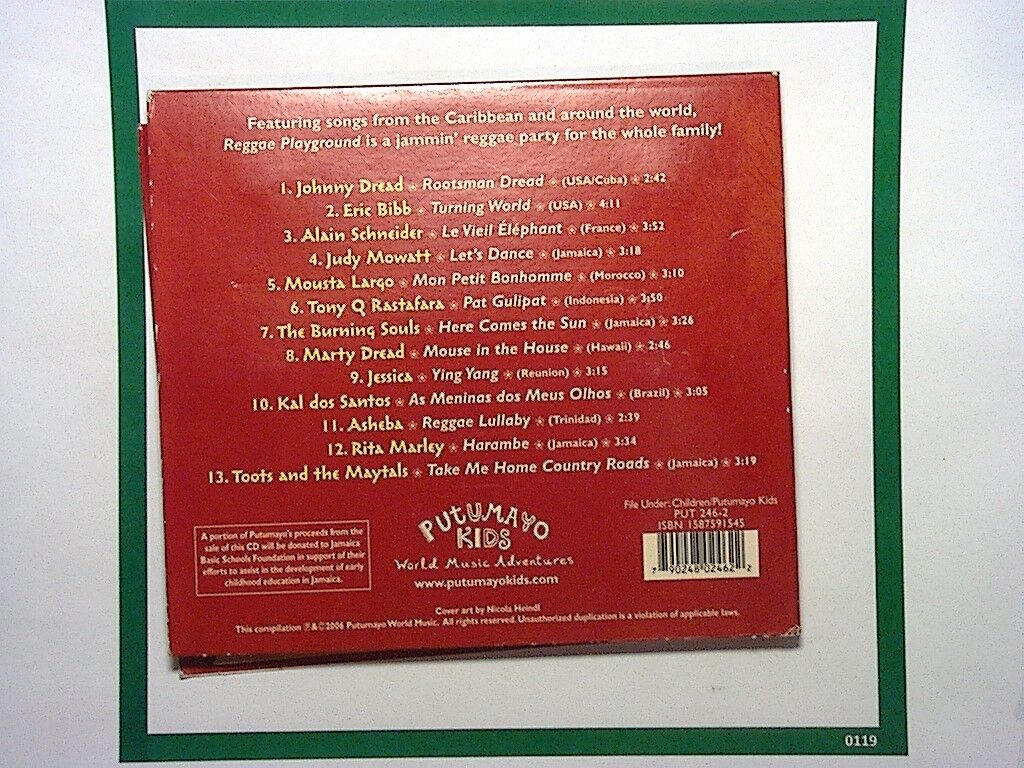 Featuring songs from the Caribbean and around the world,
Reggae Playground is a jammin' reggae party for the whole family!
1. Johnny Dread ★ Rootsman Dread ★ (USA/Cuba) ★ 2:42
2. Eric Bibb ★ Turning World ★ (USA) ★ 4:11
3. Alain Schneider ★ Le Vieil Éléphant ★ (France) ★ 3:52
4. Judy Mowatt ★ Let's Dance ★ (Jamaica) ★ 3:18
5. Mousta Largo ★ Mon Petit Bonhomme ★ (Morocco) ★ 3:10
6. Tony Q Rastafara ★ Pat Gulipat ★ (Indonesia) ★ 3:50
7. The Burning Souls ★ Here Comes the Sun ★ (Jamaica) ★ 3:26
8. Marty Dread ★ Mouse in the House ★ (Hawaii) ★ 2:46
9. Jessica ★ Ying Yang ★ (Reunion) ★ 3:15
10. Kal dos Santos ★ As Meninas dos Meus Olhos ★ (Brazil) ★ 3:05
11. Asheba ★ Reggae Lullaby ★ (Trinidad) ★ 2:39
12. Rita Marley ★ Harambe ★ (Jamaica) ★ 3:34
13. Toots and the Maytals ★ Take Me Home Country Roads ★ (Jamaica) ★ 3:19
A portion of Putumayo's proceeds from the
sale of this CD will be donated to Jamaica
Basic Schools Foundation in support of their
efforts to assist in the development of early
childhood education in Jamaica.
PUTUMAYO
KIDS
World Music Adventures
www.putumayokids.com
File Under: Children/Putumayo Kids
PUT 246-2
ISBN 1587591545
7 90248 02462 2
Cover art by Nicola Heindl
This compilation ℗&©2006 Putumayo World Music. All rights reserved. Unauthorized duplication is a violation of applicable laws.
0119